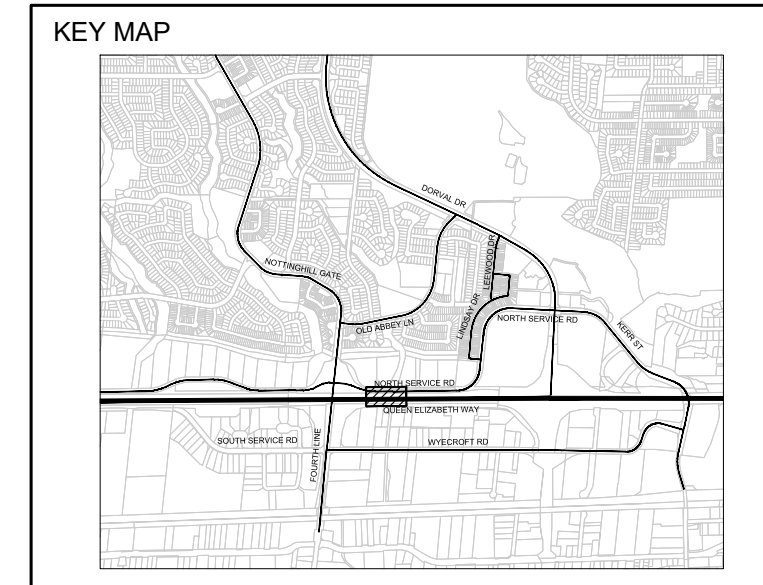 KEY MAP
DORVAL DR
NOTTINGHILL GATE
LEEWOOD DR
OLD ABBEY LN
LINDSAY DR
NORTH SERVICE RD
KERR ST
NORTH SERVICE RD
QUEEN ELIZABETH WAY
SOUTH SERVICE RD
FOURTH LINE
WYECROFT RD